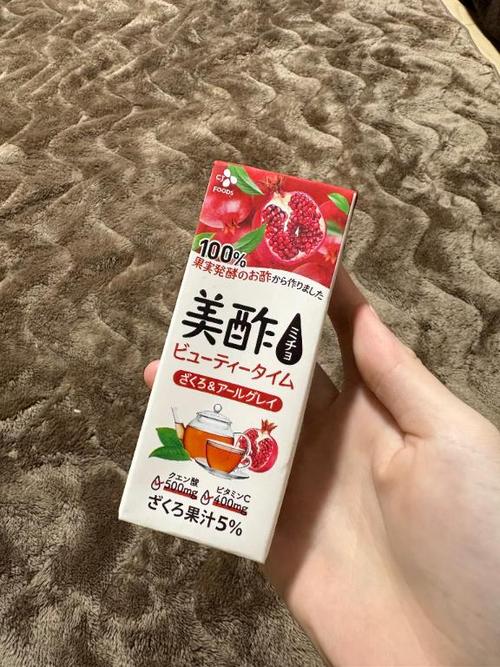 CJ
FOODS
100%
果実発酵のお酢から作りました
美酢
ミチョ
ビューティータイム
ざくろ&アールグレイ
クエン酸
500mg
ビタミンC
400mg
ざくろ果汁5%